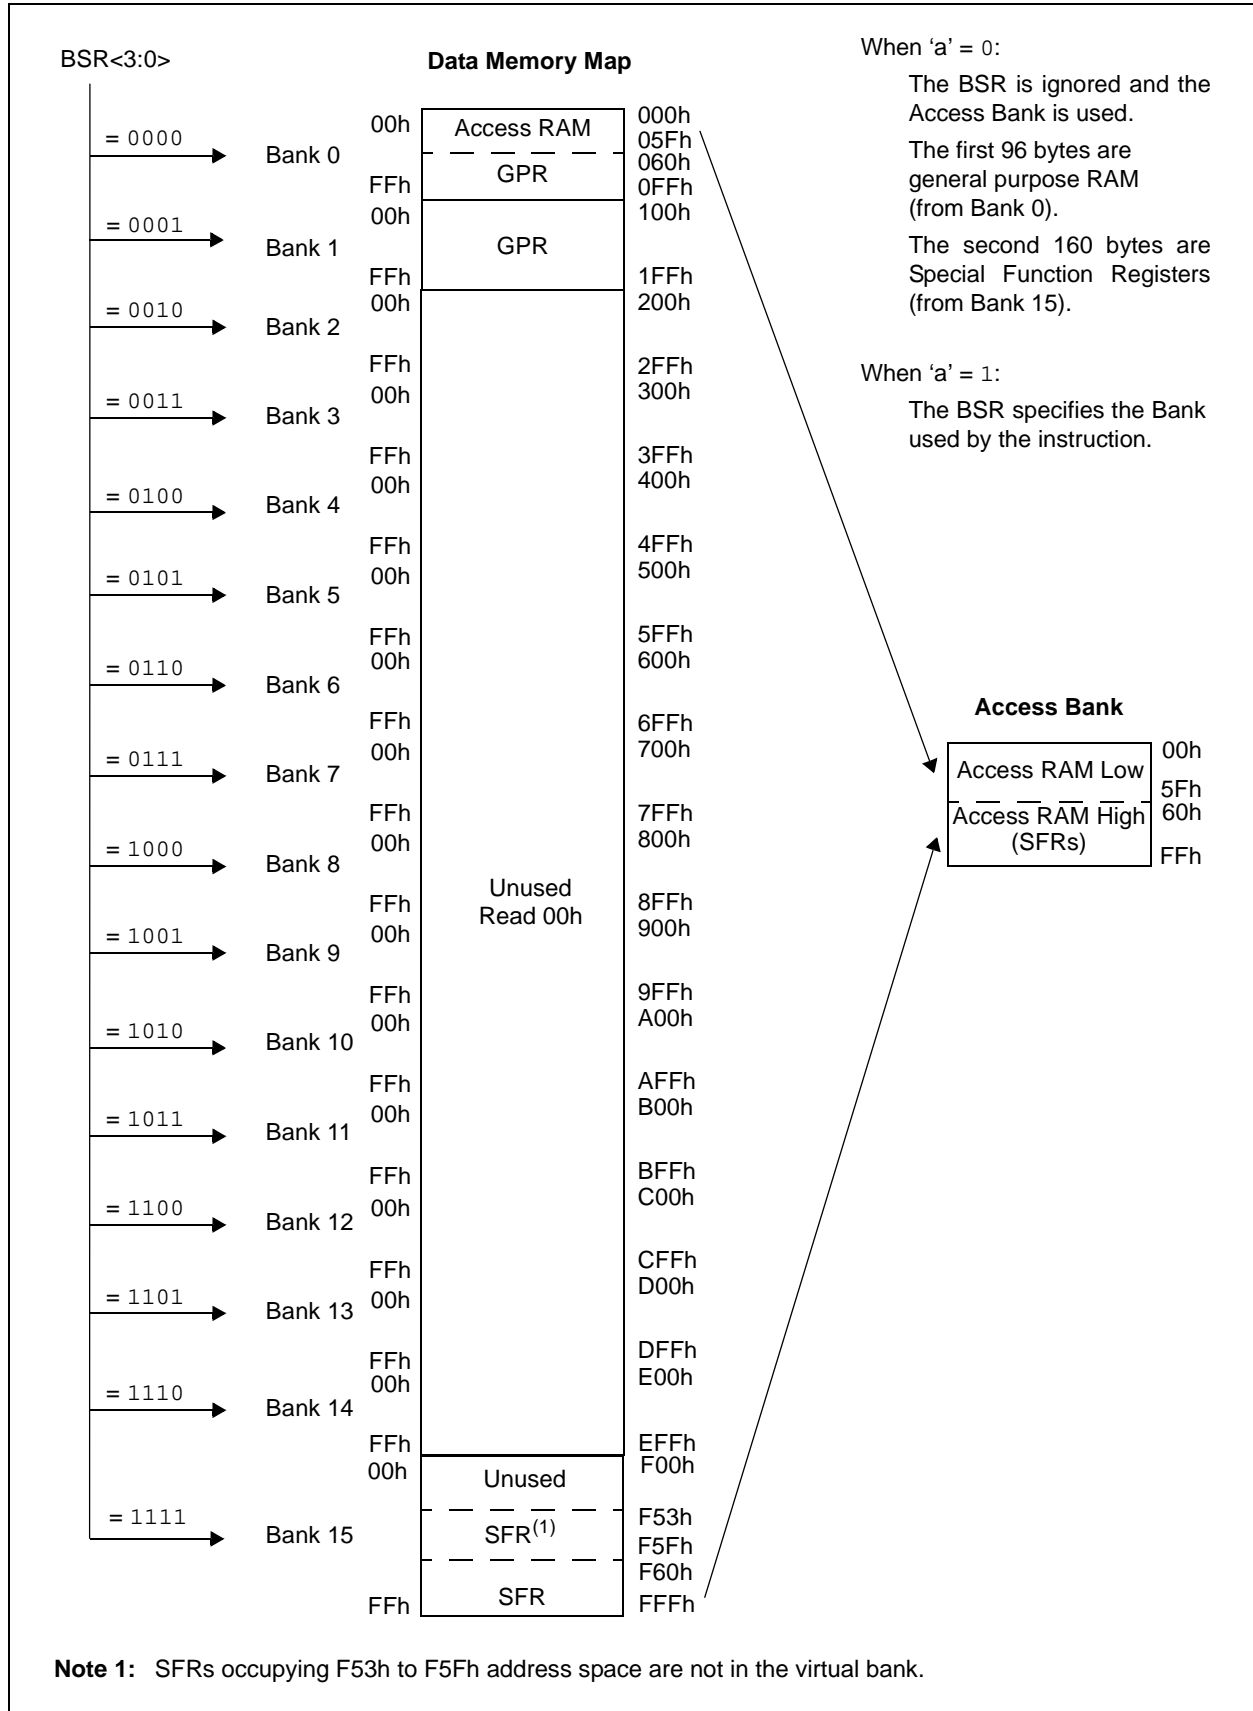 BSR<3:0>
Data Memory Map
When ‘a’ = 0:
The BSR is ignored and the
Access Bank is used.
The first 96 bytes are
general purpose RAM
(from Bank 0).
The second 160 bytes are
Special Function Registers
(from Bank 15).
When ‘a’ = 1:
The BSR specifies the Bank
used by the instruction.
= 0000
Bank 0
00h
FFh
Access RAM
GPR
000h
05Fh
060h
0FFh
= 0001
Bank 1
00h
FFh
GPR
100h
1FFh
= 0010
Bank 2
00h
FFh
200h
2FFh
= 0011
Bank 3
00h
FFh
300h
3FFh
= 0100
Bank 4
00h
FFh
400h
4FFh
= 0101
Bank 5
00h
FFh
500h
5FFh
= 0110
Bank 6
00h
FFh
600h
6FFh
= 0111
Bank 7
00h
FFh
700h
7FFh
= 1000
Bank 8
00h
FFh
800h
8FFh
Unused
Read 00h
= 1001
Bank 9
00h
FFh
900h
9FFh
= 1010
Bank 10
00h
FFh
A00h
AFFh
= 1011
Bank 11
00h
FFh
B00h
BFFh
= 1100
Bank 12
00h
FFh
C00h
CFFh
= 1101
Bank 13
00h
FFh
D00h
DFFh
= 1110
Bank 14
00h
FFh
E00h
EFFh
= 1111
Bank 15
00h
FFh
Unused
SFR(1)
SFR
F00h
F53h
F5Fh
F60h
FFFh
Access Bank
Access RAM Low
Access RAM High
(SFRs)
00h
5Fh
60h
FFh
Note 1: SFRs occupying F53h to F5Fh address space are not in the virtual bank.